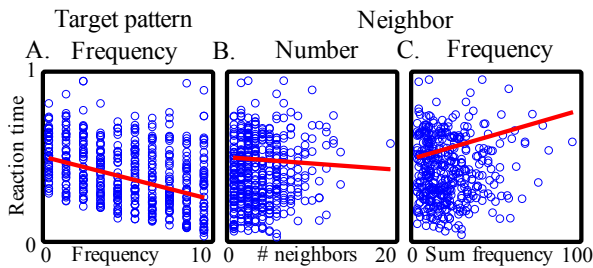 Target pattern
Neighbor
A. Frequency
B. Number
C. Frequency
Reaction time
1
0
0 Frequency 10
0 # neighbors 20
0 Sum frequency 100